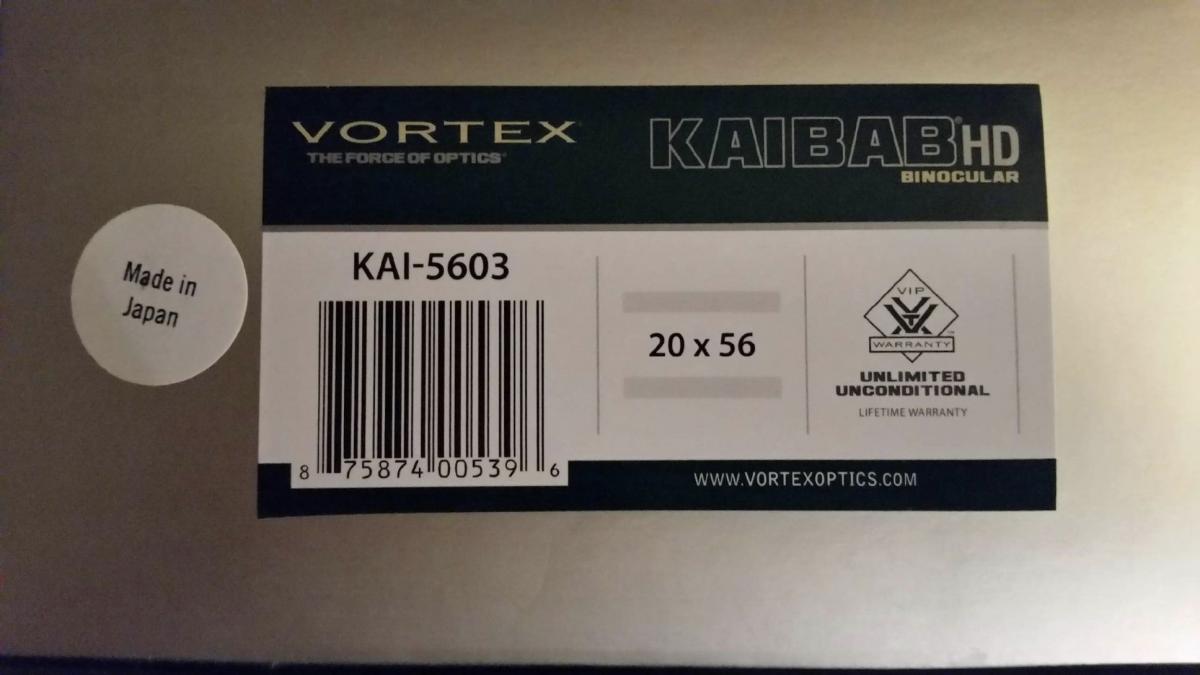 VORTEX®
THE FORCE OF OPTICS®
KAIBAB® HD
BINOCULAR
Made in
Japan
KAI-5603
8 75874 00539 6
20 x 56
VIP
WARRANTY™
UNLIMITED
UNCONDITIONAL
LIFETIME WARRANTY
WWW.VORTEXOPTICS.COM